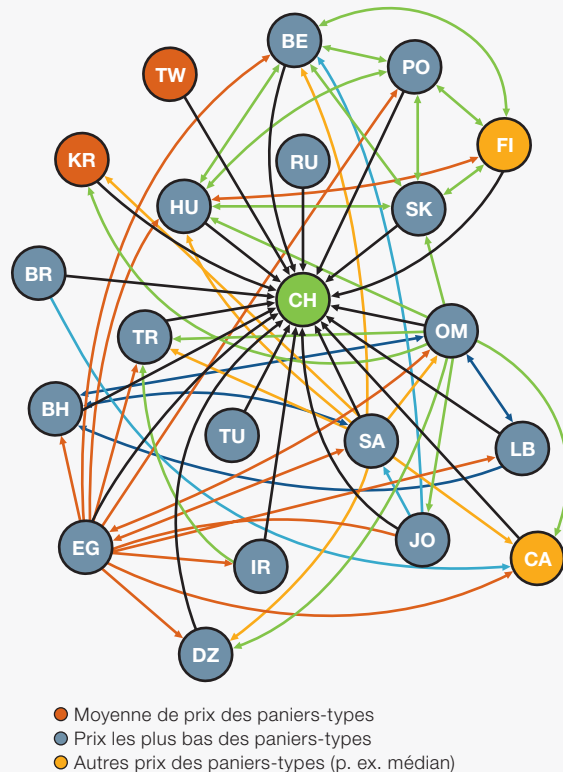 BE
PO
TW
FI
KR
RU
HU
SK
BR
CH
TR
OM
BH
TU
SA
LB
EG
IR
JO
CA
DZ
Moyenne de prix des paniers-types
Prix les plus bas des paniers-types
Autres prix des paniers-types (p. ex. médian)